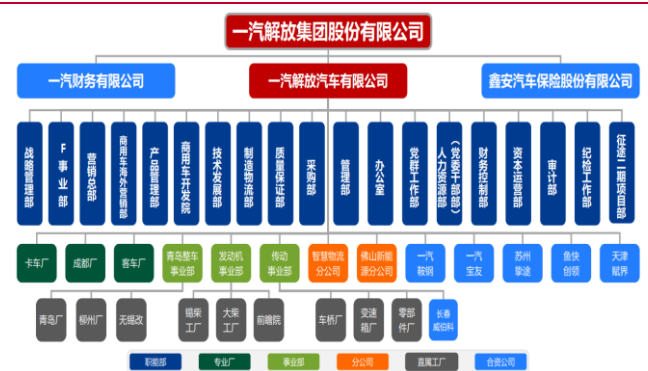 一汽解放集团股份有限公司
一汽财务有限公司
一汽解放汽车有限公司
鑫安汽车保险股份有限公司
战略管理部
F事业部
营销总部
商用车海外营销部
产品管理部
商用车开发院
技术发展部
制造物流部
质量保证部
采购部
管理部
办公室
党群工作部
（党委干部部）
人力资源部
财务控制部
资本运营部
审计部
纪检工作部
征途二期项目部
卡车厂
成都厂
客车厂
青岛整车
事业部
发动机
事业部
传动
事业部
智慧物流
分公司
佛山新能
源分公司
一汽
鞍钢
一汽
宝友
苏州
挚途
鱼快
创领
天津
赋界
青岛厂
柳州厂
无锡改
锡柴
工厂
大柴
工厂
前瞻院
车桥厂
变速
箱厂
零部
件厂
长春
威伯科
职能部
专业厂
事业部
分公司
直属工厂
合资公司